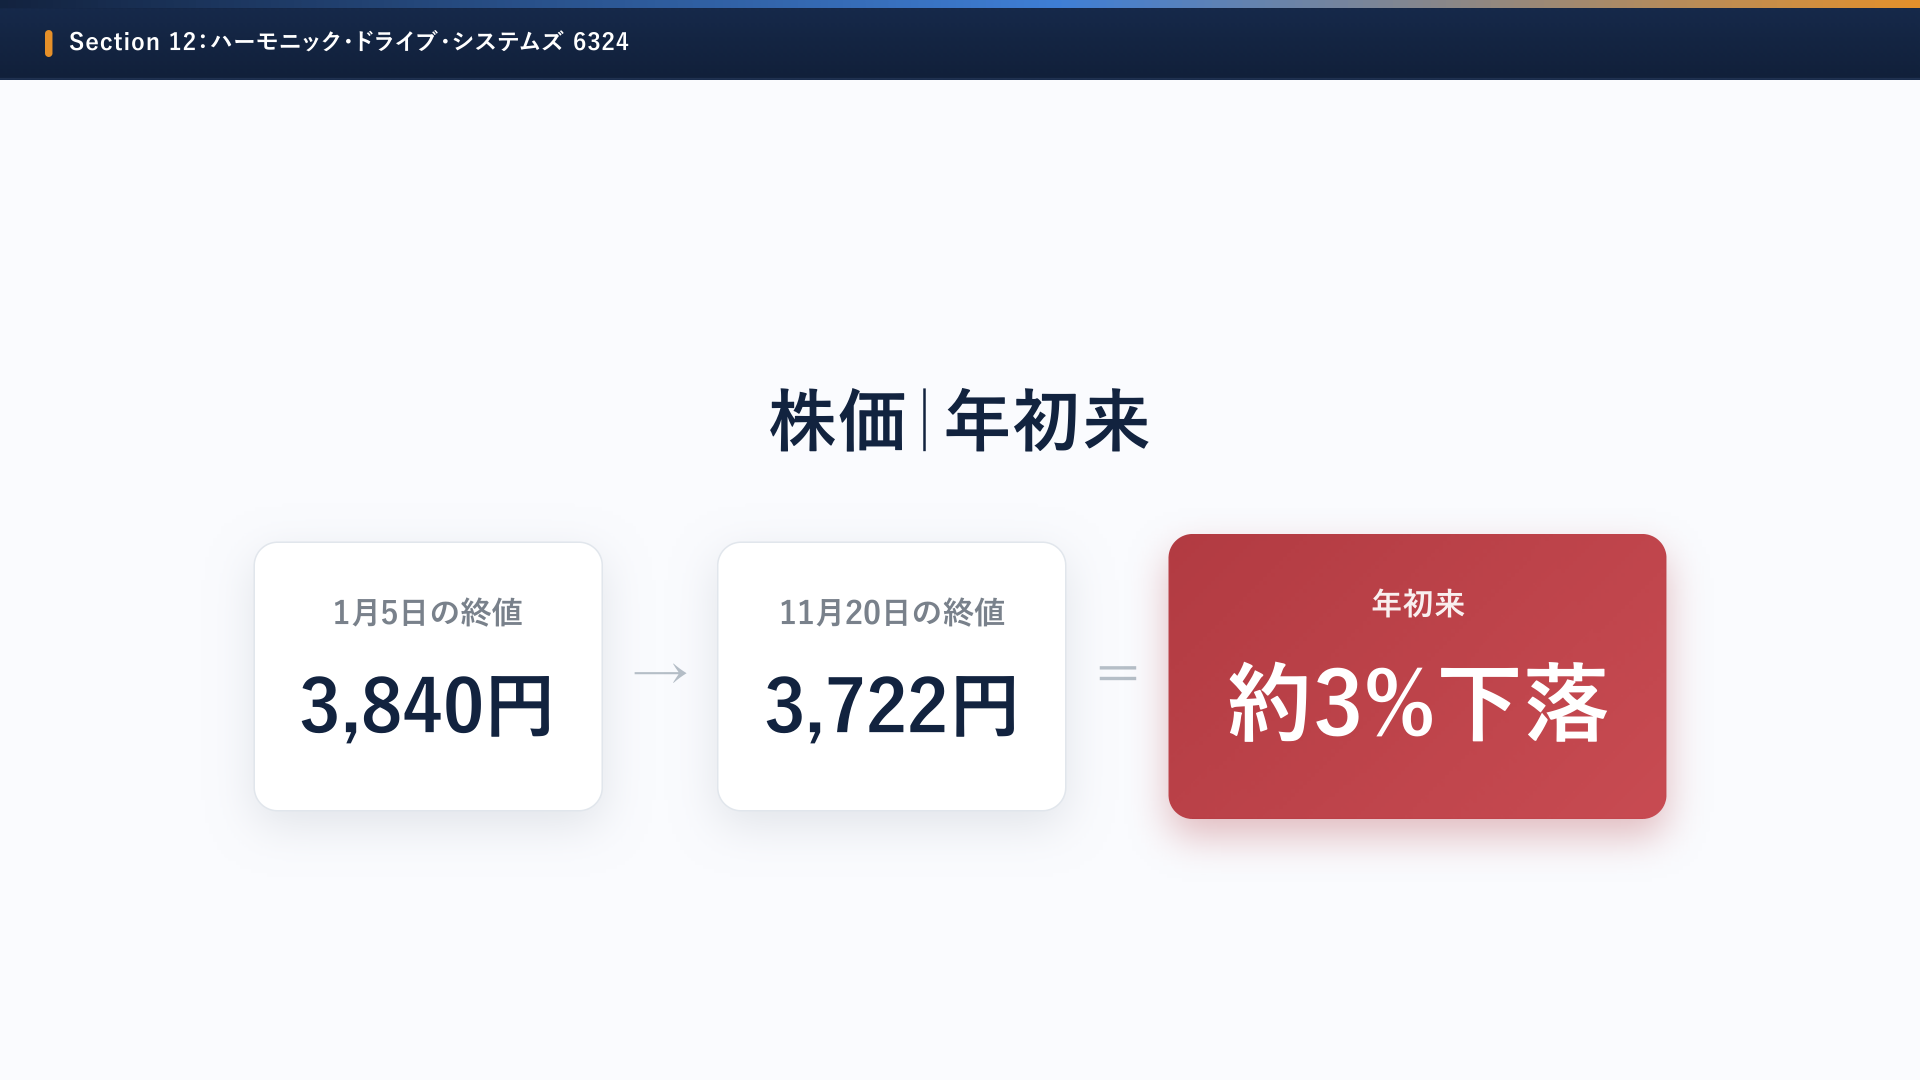 Section 12：ハーモニック・ドライブ・システムズ 6324
株価｜年初来
1月5日の終値
3,840円
→
11月20日の終値
3,722円
＝
年初来
約3%下落